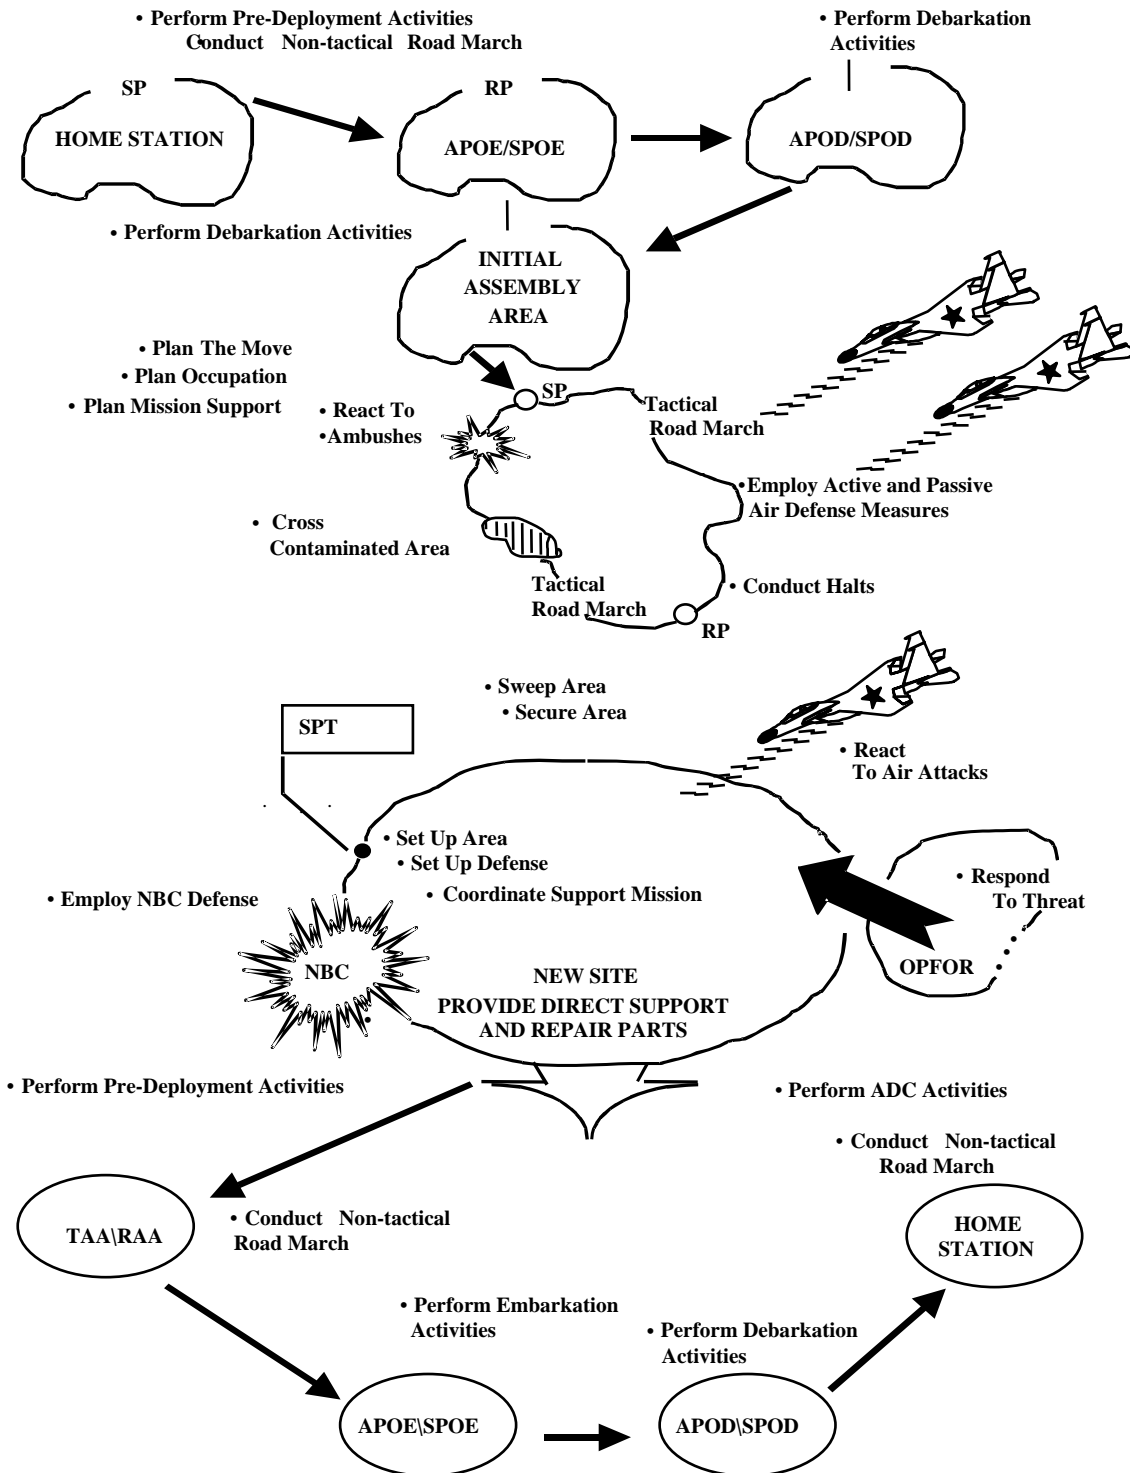 • Perform Pre-Deployment Activities
• Conduct Non-tactical Road March
• Perform Debarkation
Activities
SP
HOME STATION
RP
APOE/SPOE
APOD/SPOD
• Perform Debarkation Activities
INITIAL
ASSEMBLY
AREA
• Plan The Move
• Plan Occupation
• Plan Mission Support
• React To
•Ambushes
SP
Tactical
Road March
•Employ Active and Passive
Air Defense Measures
• Cross
Contaminated Area
Tactical
Road March
• Conduct Halts
RP
• Sweep Area
• Secure Area
SPT
• React
To Air Attacks
• Set Up Area
• Set Up Defense
• Coordinate Support Mission
• Employ NBC Defense
• Respond
To Threat
NBC
OPFOR
NEW SITE
PROVIDE DIRECT SUPPORT
AND REPAIR PARTS
• Perform Pre-Deployment Activities
• Perform ADC Activities
• Conduct Non-tactical
Road March
TAA\RAA
• Conduct Non-tactical
Road March
HOME
STATION
• Perform Embarkation
Activities
• Perform Debarkation
Activities
APOE\SPOE
APOD\SPOD